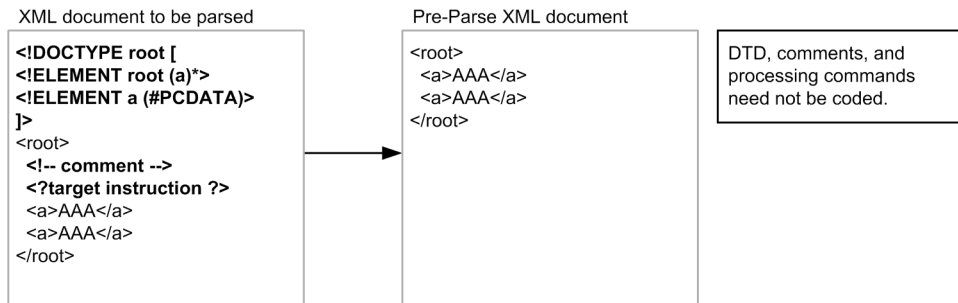 XML document to be parsed
<!DOCTYPE root [
<!ELEMENT root (a)*>
<!ELEMENT a (#PCDATA)>
]>
<root>
<!-- comment -->
<?target instruction ?>
<a>AAA</a>
<a>AAA</a>
</root>
Pre-Parse XML document
<root>
<a>AAA</a>
<a>AAA</a>
</root>
DTD, comments, and
processing commands
need not be coded.